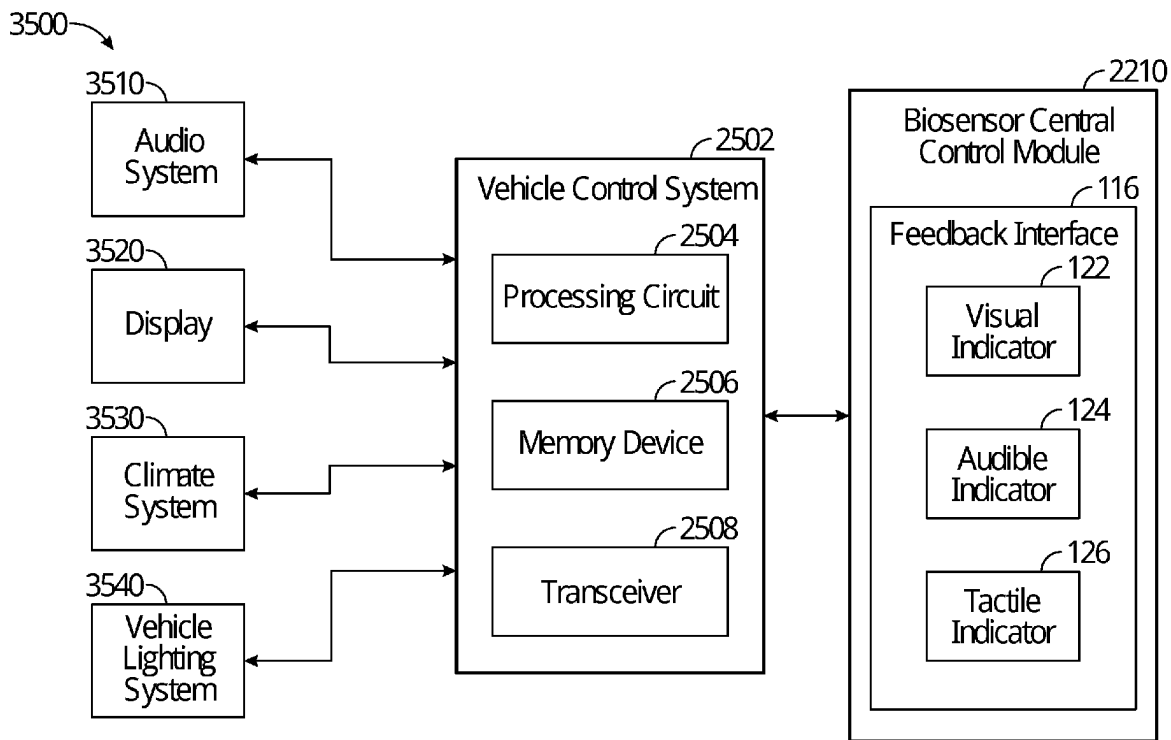 3500
3510
Audio
System
3520
Display
3530
Climate
System
3540
Vehicle
Lighting
System
2502
Vehicle Control System
2504
Processing Circuit
2506
Memory Device
2508
Transceiver
2210
Biosensor Central
Control Module
116
Feedback Interface
122
Visual
Indicator
124
Audible
Indicator
126
Tactile
Indicator